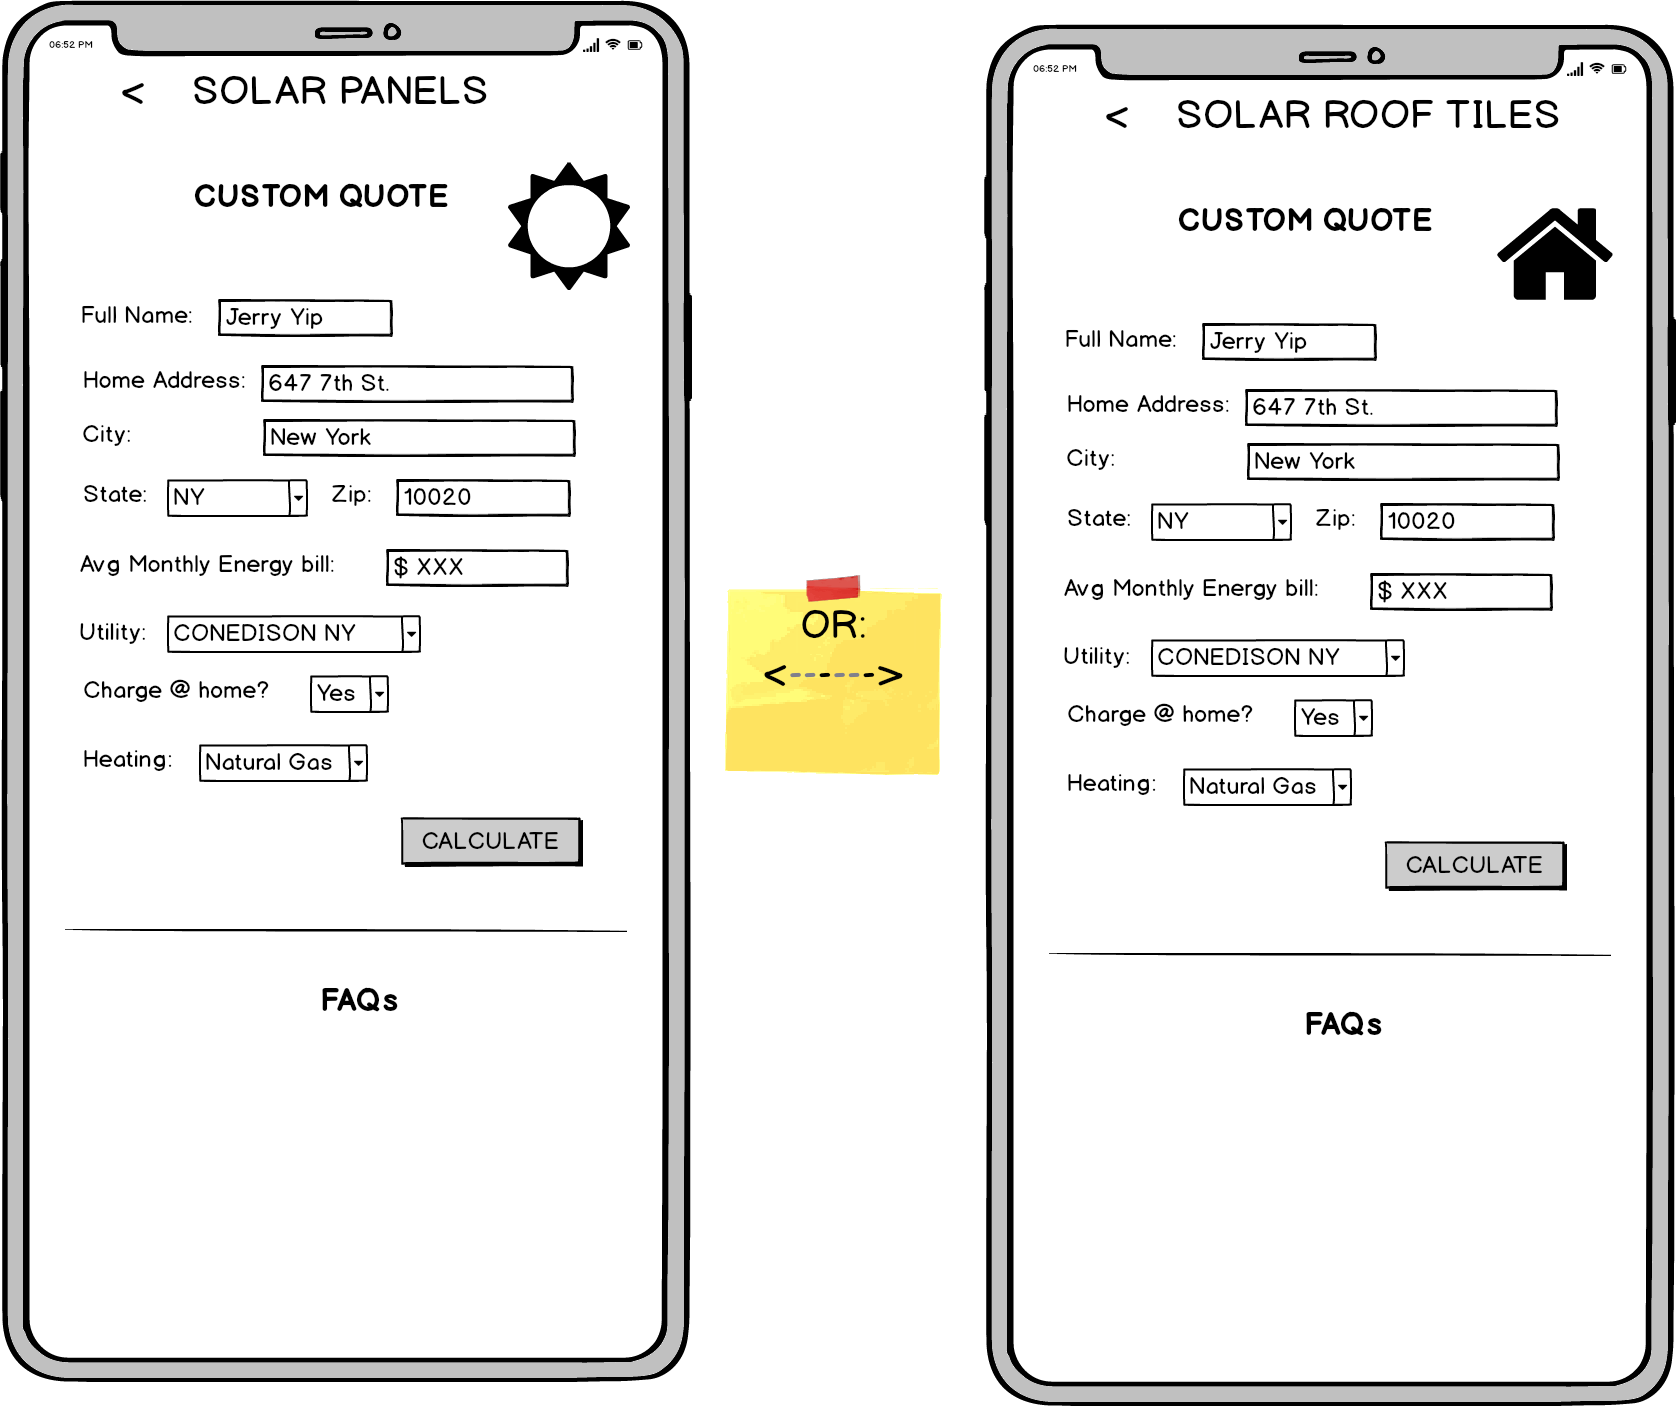 06:52 PM
< SOLAR PANELS
CUSTOM QUOTE
Full Name: Jerry Yip
Home Address: 647 7th St.
City: New York
State: NY Zip: 10020
Avg Monthly Energy bill: $ XXX
Utility: CONEDISON NY
Charge @ home? Yes
Heating: Natural Gas
CALCULATE
FAQs
OR:
<------>
06:52 PM
< SOLAR ROOF TILES
CUSTOM QUOTE
Full Name: Jerry Yip
Home Address: 647 7th St.
City: New York
State: NY Zip: 10020
Avg Monthly Energy bill: $ XXX
Utility: CONEDISON NY
Charge @ home? Yes
Heating: Natural Gas
CALCULATE
FAQs